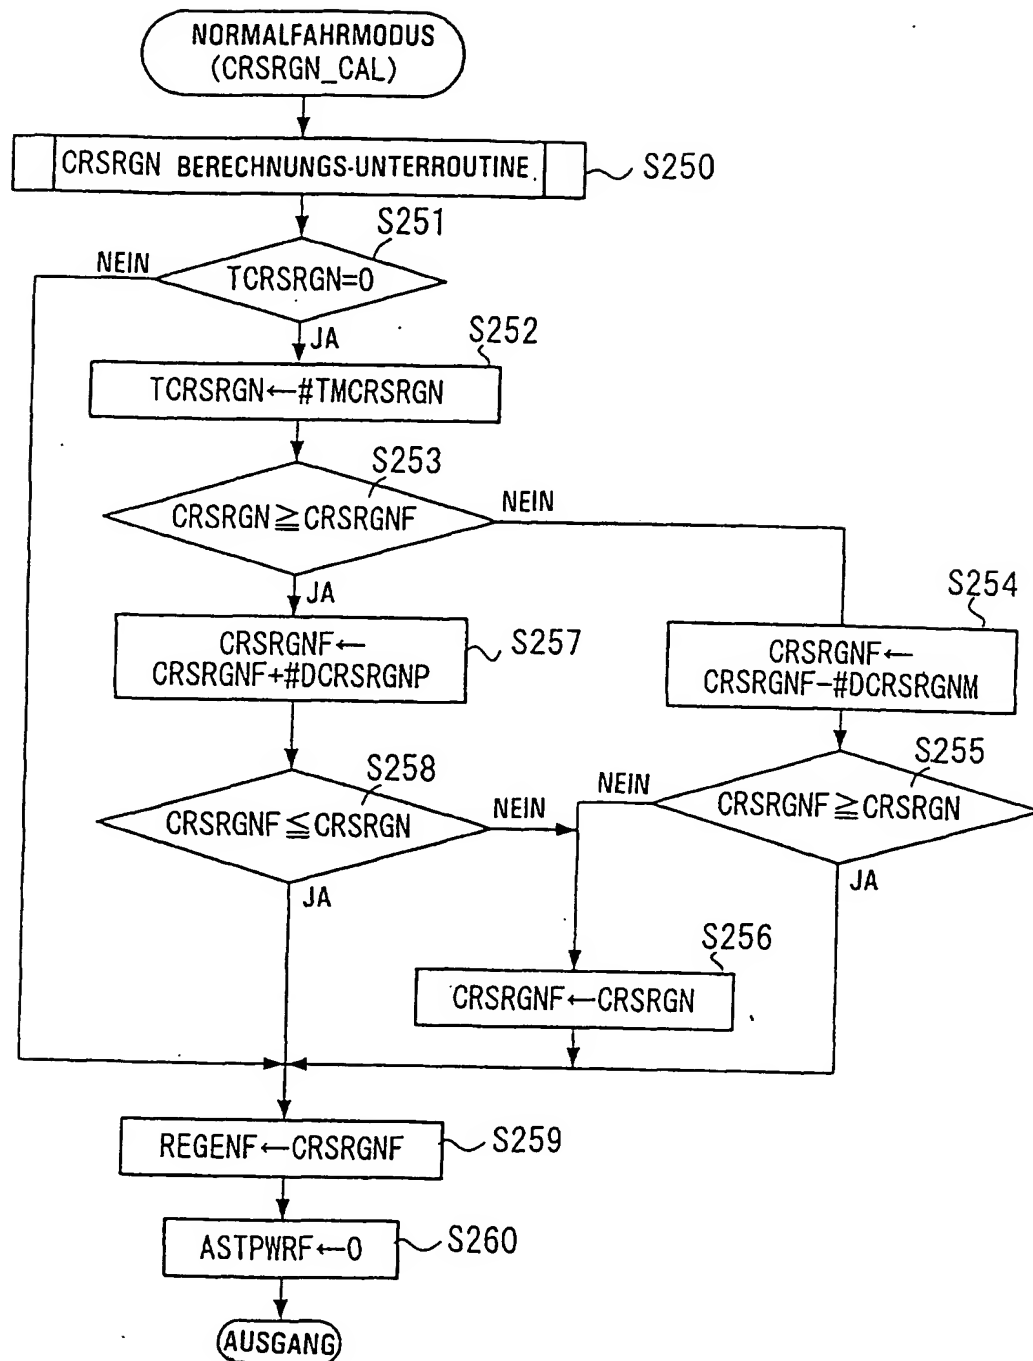 NORMALFAHRMODUS
(CRSRGN_CAL)
CRSRGN BERECHNUNGS-UNTERROUTINE
S250
S251
NEIN
TCRSRGN=0
JA
S252
TCRSRGN←#TMCRSRGN
S253
NEIN
CRSRGN≧CRSRGNF
JA
S254
CRSRGNF←
CRSRGNF+#DCRSRGNP
S257
CRSRGNF←
CRSRGNF-#DCRSRGNM
S258
S255
NEIN
NEIN
CRSRGNF≦CRSRGN
CRSRGNF≧CRSRGN
JA
JA
S256
CRSRGNF←CRSRGN
REGENF←CRSRGNF
S259
ASTPWRF←0
S260
AUSGANG